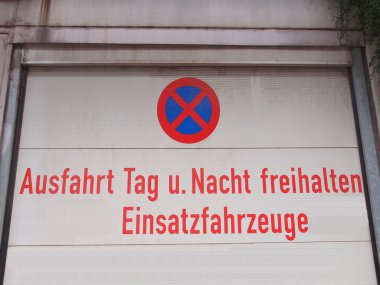 Ausfahrt Tag u. Nacht freihalten
Einsatzfahrzeuge